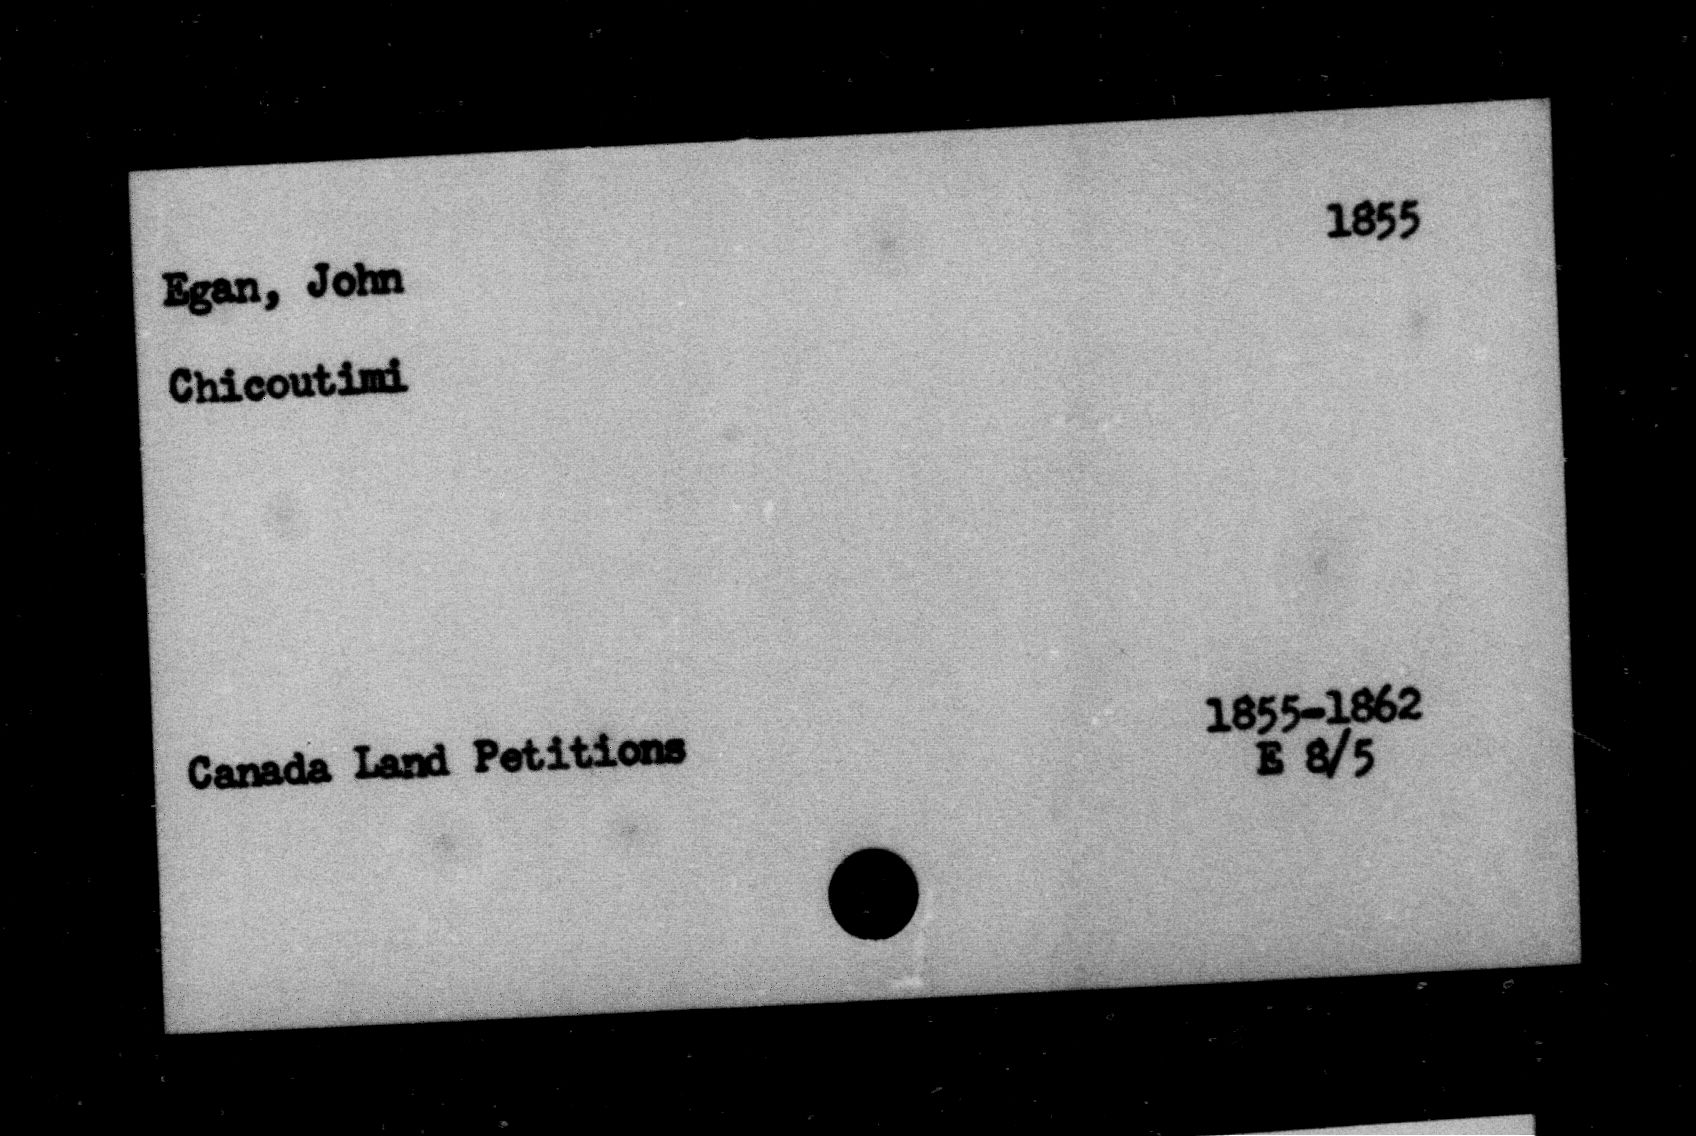 1855
Egan, John
Chicoutimi
1855-1862
Canada Land Petitions
E 8/5